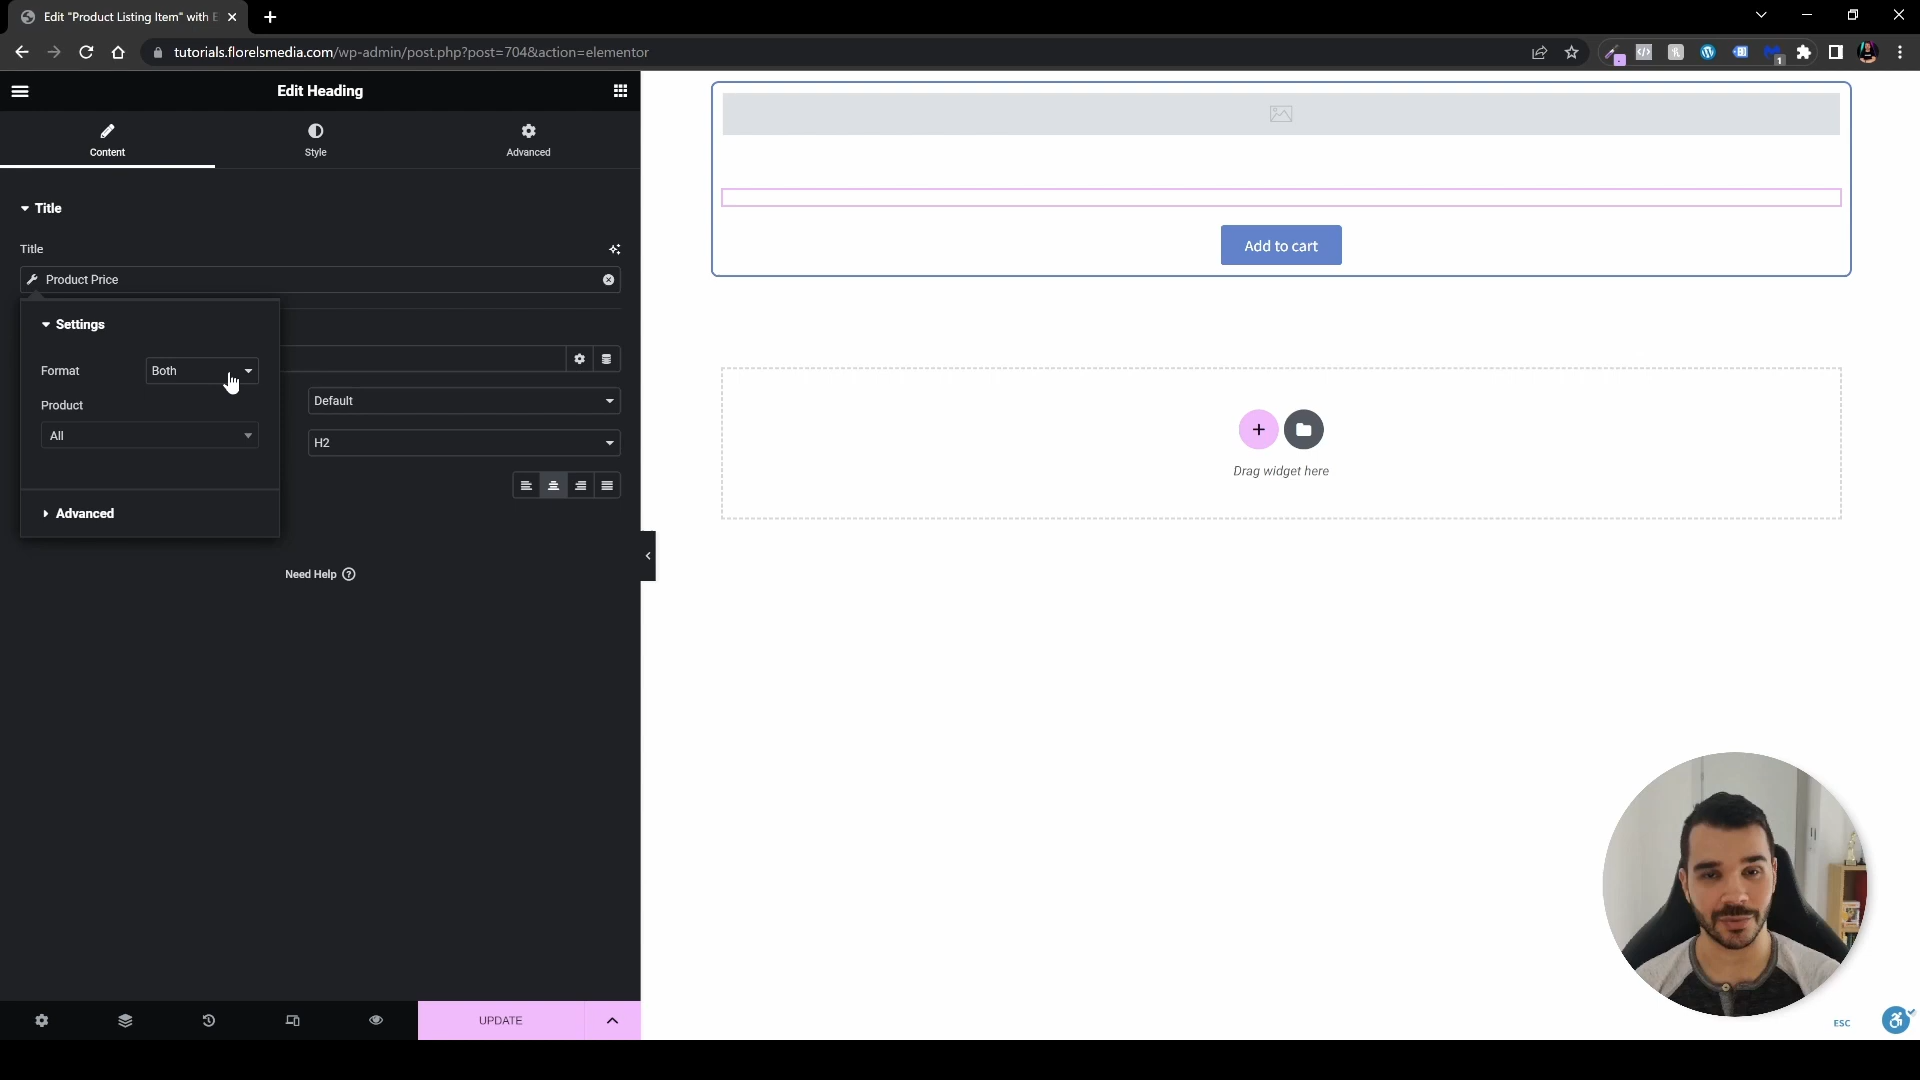 Edit "Product Listing Item" with E
tutorials.florelsmedia.com/wp-admin/post.php?post=704&action=elementor
1
Edit Heading
Content
Style
Advanced
Title
Title
Product Price
Settings
Format
Both
Product
All
Default
H2
Advanced
Need Help
UPDATE
Add to cart
Drag widget here
ESC